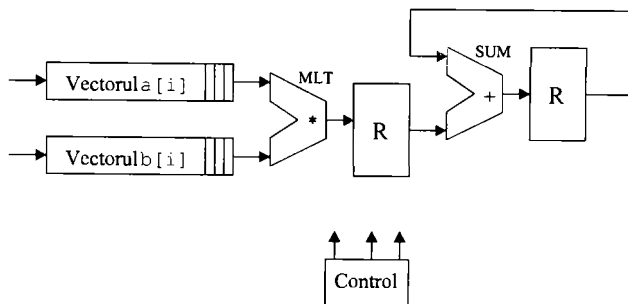 SUM
MLT
Vectorul a[i]
R
+
*
R
Vectorul b[i]
Control